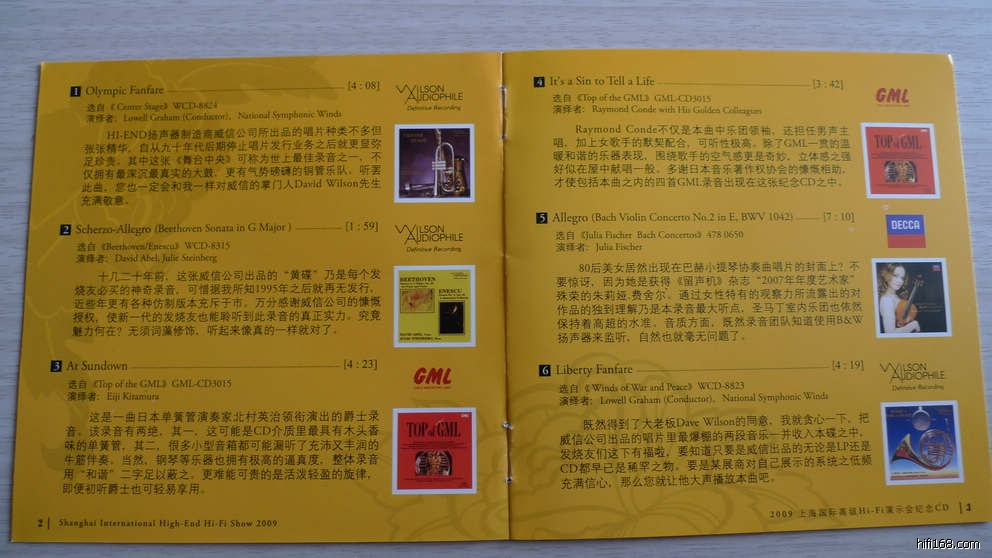 1 Olympic Fanfare [4 : 08]
WILSON AUDIOPHILE
Definitive Recording
选自《Center Stage》WCD-8824
演绎者：Lowell Graham (Conductor)，National Symphonic Winds
HI-END扬声器制造商威信公司所出品的唱片种类不多但
张张精华，自从九十年代后期停止唱片发行业务之后就更弥
足珍贵。其中这张《舞台中央》可称为世上最佳录音之一，不
仅拥有最深沉最真实的大鼓，更有气势磅礴的铜管乐队。听罢
此曲，您也一定会和我一样对威信的掌门人David Wilson先生
充满敬意。
2 Scherzo-Allegro (Beethoven Sonata in G Major ) [1 : 59]
WILSON AUDIOPHILE
Definitive Recording
选自《Beethoven/Enescu》WCD-8315
演绎者：David Abel, Julie Steinberg
十几二十年前，这张威信公司出品的“黄碟”乃是每个发
烧友必买的神奇录音，可惜据我所知1995年之后就再无发行，
近些年更有各种仿制版本充斥于市。万分感谢威信公司的慷慨
授权，使新一代的发烧友也能聆听到此录音的真正实力。究竟
魅力何在？无须词藻修饰，听起来像真的一样就对了。
BEETHOVEN
ENESCU
3 At Sundown [4 : 23]
GML
选自《Top of the GML》GML-CD3015
演绎者：Eiji Kitamura
这是一曲日本单簧管演奏家北村英治领衔演出的爵士录
音。该录音有两绝，其一，这可能是CD介质里最具有木头香
味的单簧管，其二，很多小型音箱都可能漏听了充沛又丰润的
牛筋伴奏。当然，钢琴等乐器也拥有极高的逼真度，整体录音
用“和谐”二字足以蔽之。更难能可贵的是活泼轻盈的旋律，
即便初听爵士也可轻易享用。
TOP of GML
2 | Shanghai International High-End Hi-Fi Show 2009
4 It's a Sin to Tell a Life [3 : 42]
GML
选自《Top of the GML》GML-CD3015
演绎者：Raymond Conde with His Golden Colleagues
Raymond Conde不仅是本曲中乐团领袖，还担任男声主
唱，加上女歌手的默契配合，可听性极高。除了GML一贯的温
暖和谐的乐器表现，围绕歌手的空气感更是奇妙，立体感之强
好似在屋中献唱一般。多谢日本音乐著作权协会的慷慨相助，
才使包括本曲之内的四首GML录音出现在这张纪念CD之中。
TOP of GML
5 Allegro (Bach Violin Concerto No.2 in E, BWV 1042) [7 : 10]
DECCA
选自《Julia Fischer Bach Concertos》478 0650
演绎者：Julia Fischer
80后美女居然出现在巴赫小提琴协奏曲唱片的封面上？不
要惊讶，因为她是获得《留声机》杂志“2007年年度艺术家”
殊荣的朱莉娅.费舍尔。通过女性特有的观察力所流露出的对
作品的独到理解乃是本录音最大听点，圣马丁室内乐团也依然
保持着高超的水准。音质方面，既然录音团队知道使用B&W
扬声器来监听，自然也就毫无问题了。
6 Liberty Fanfare [4 : 19]
WILSON AUDIOPHILE
Definitive Recording
选自《Winds of War and Peace》WCD-8823
演绎者：Lowell Graham (Conductor)，National Symphonic Winds
既然得到了大老板Dave Wilson的同意，我就贪心一下，把
威信公司出品的唱片里最爆棚的两段音乐一并收入本碟之中，
发烧友们这下有福啦，要知道只要是威信出品的无论是LP还是
CD都早已是稀罕之物。要是某展商对自己展示的系统之低频
充满信心，那么您就让他大声播放本曲吧。
2009 上海国际高级Hi-Fi演示会纪念CD | 3
hifi168.com